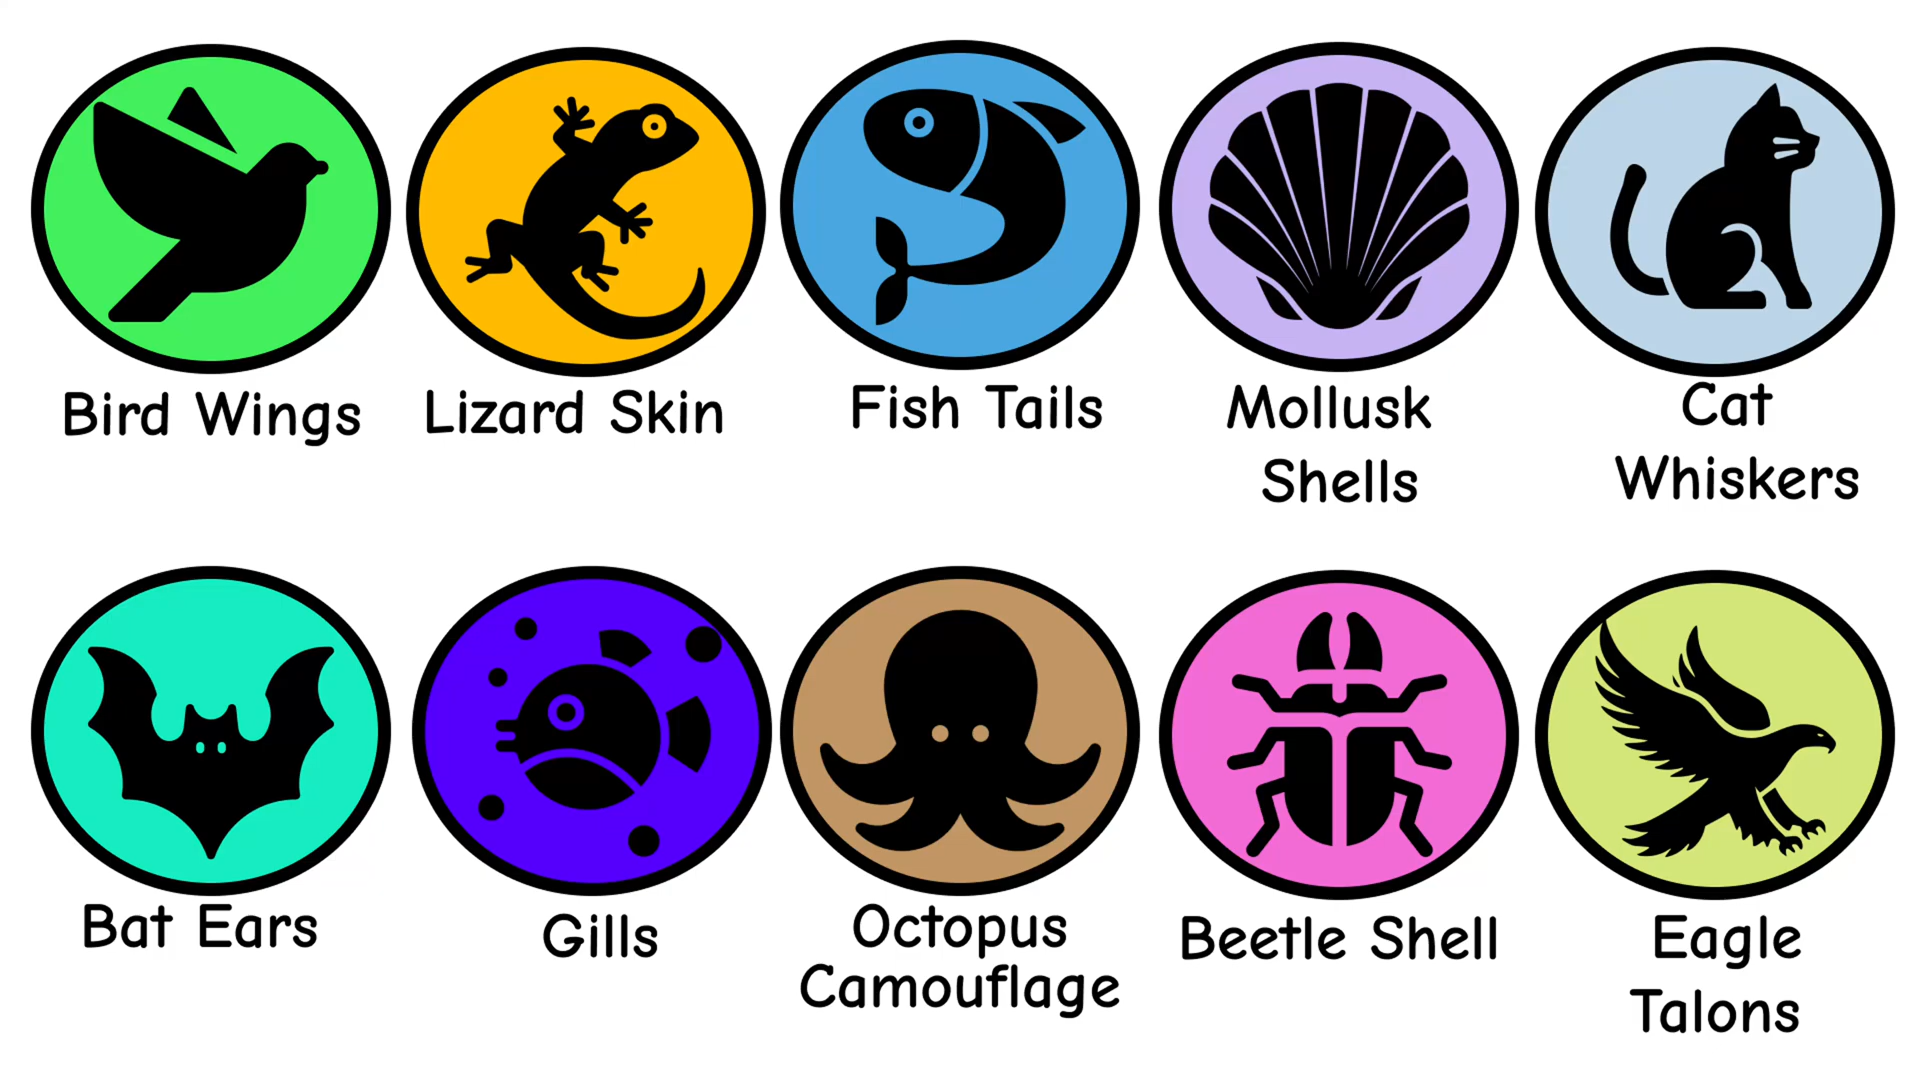 Bird Wings
Lizard Skin
Fish Tails
Mollusk
Shells
Cat
Whiskers
Bat Ears
Gills
Octopus
Camouflage
Beetle Shell
Eagle
Talons